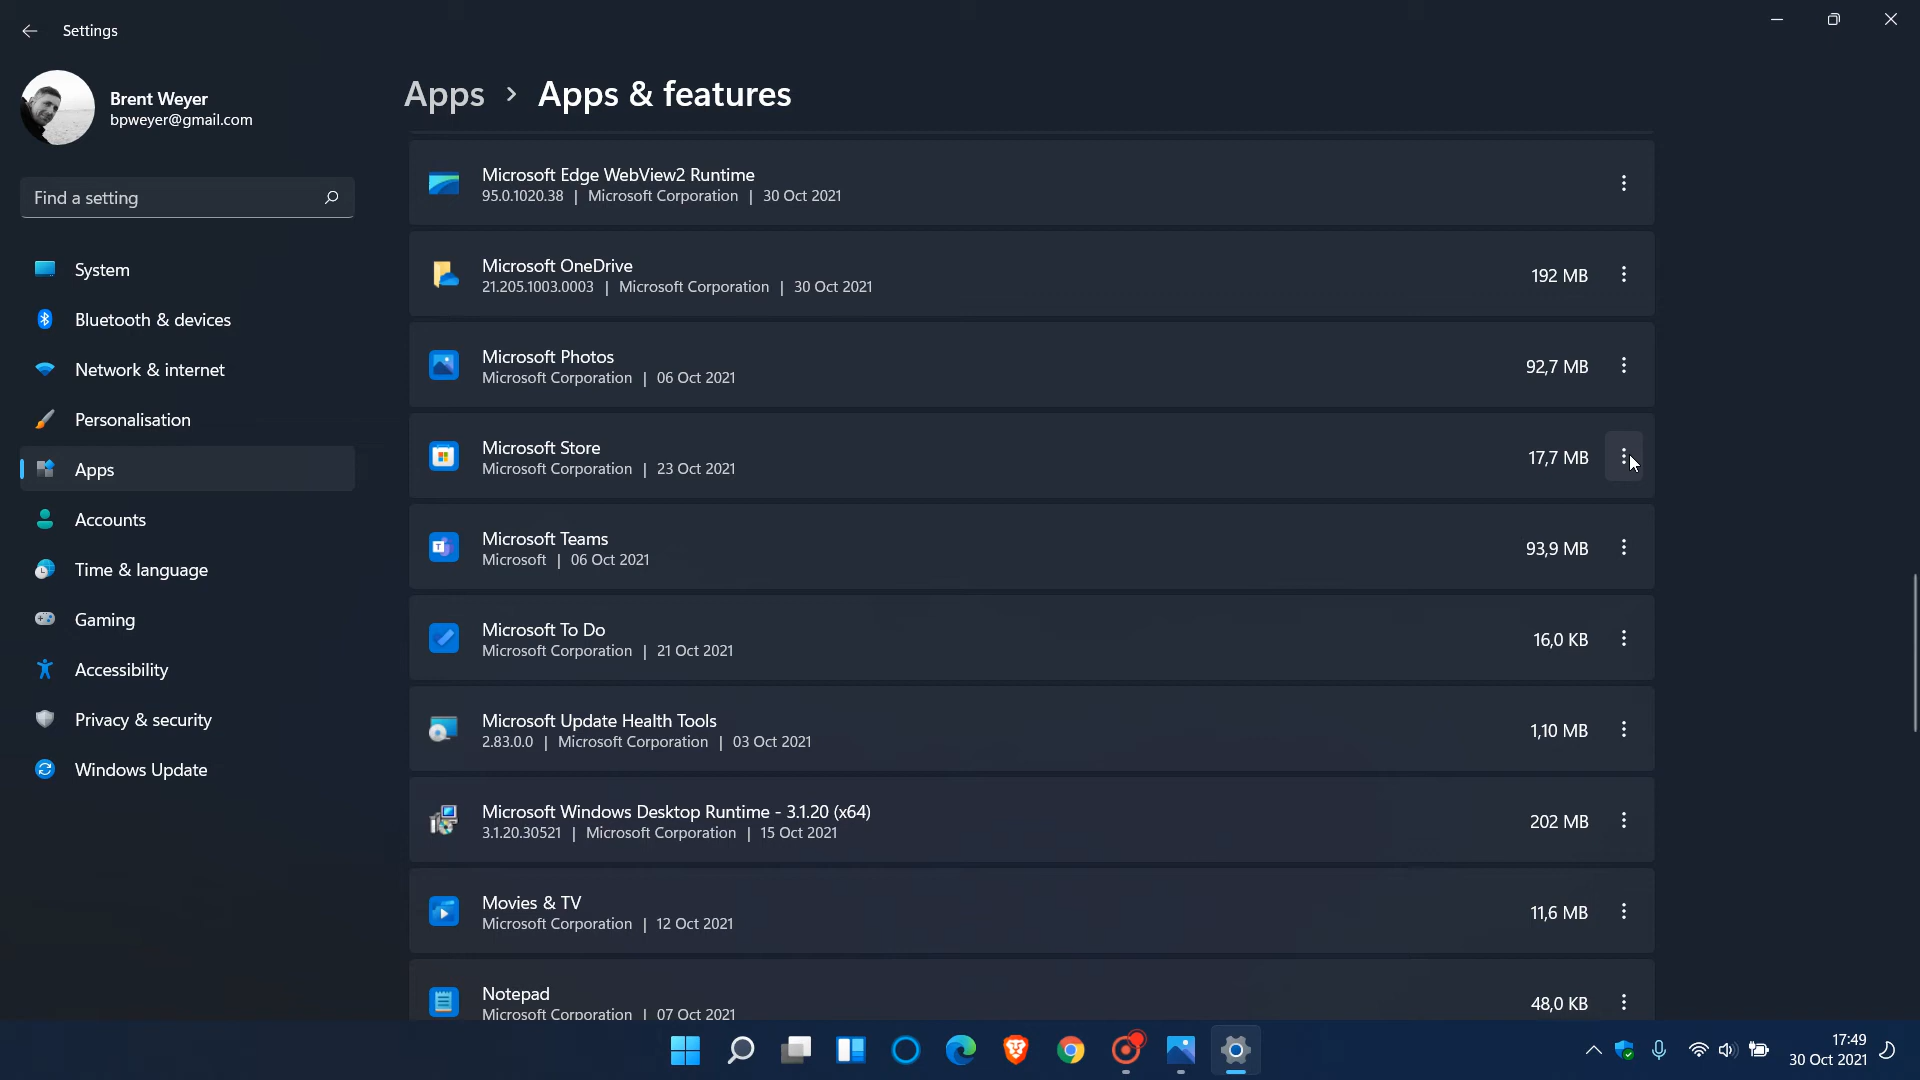 Settings
Brent Weyer
bpweyer@gmail.com
Find a setting
System
Bluetooth & devices
Network & internet
Personalisation
Apps
Accounts
Time & language
Gaming
Accessibility
Privacy & security
Windows Update
Apps > Apps & features
Microsoft Edge WebView2 Runtime
95.0.1020.38 | Microsoft Corporation | 30 Oct 2021
Microsoft OneDrive
21.205.1003.0003 | Microsoft Corporation | 30 Oct 2021
192 MB
Microsoft Photos
Microsoft Corporation | 06 Oct 2021
92,7 MB
Microsoft Store
Microsoft Corporation | 23 Oct 2021
17,7 MB
Microsoft Teams
Microsoft | 06 Oct 2021
93,9 MB
Microsoft To Do
Microsoft Corporation | 21 Oct 2021
16,0 KB
Microsoft Update Health Tools
2.83.0.0 | Microsoft Corporation | 03 Oct 2021
1,10 MB
Microsoft Windows Desktop Runtime - 3.1.20 (x64)
3.1.20.30521 | Microsoft Corporation | 15 Oct 2021
202 MB
Movies & TV
Microsoft Corporation | 12 Oct 2021
11,6 MB
Notepad
Microsoft Corporation | 07 Oct 2021
48,0 KB
17:49
30 Oct 2021